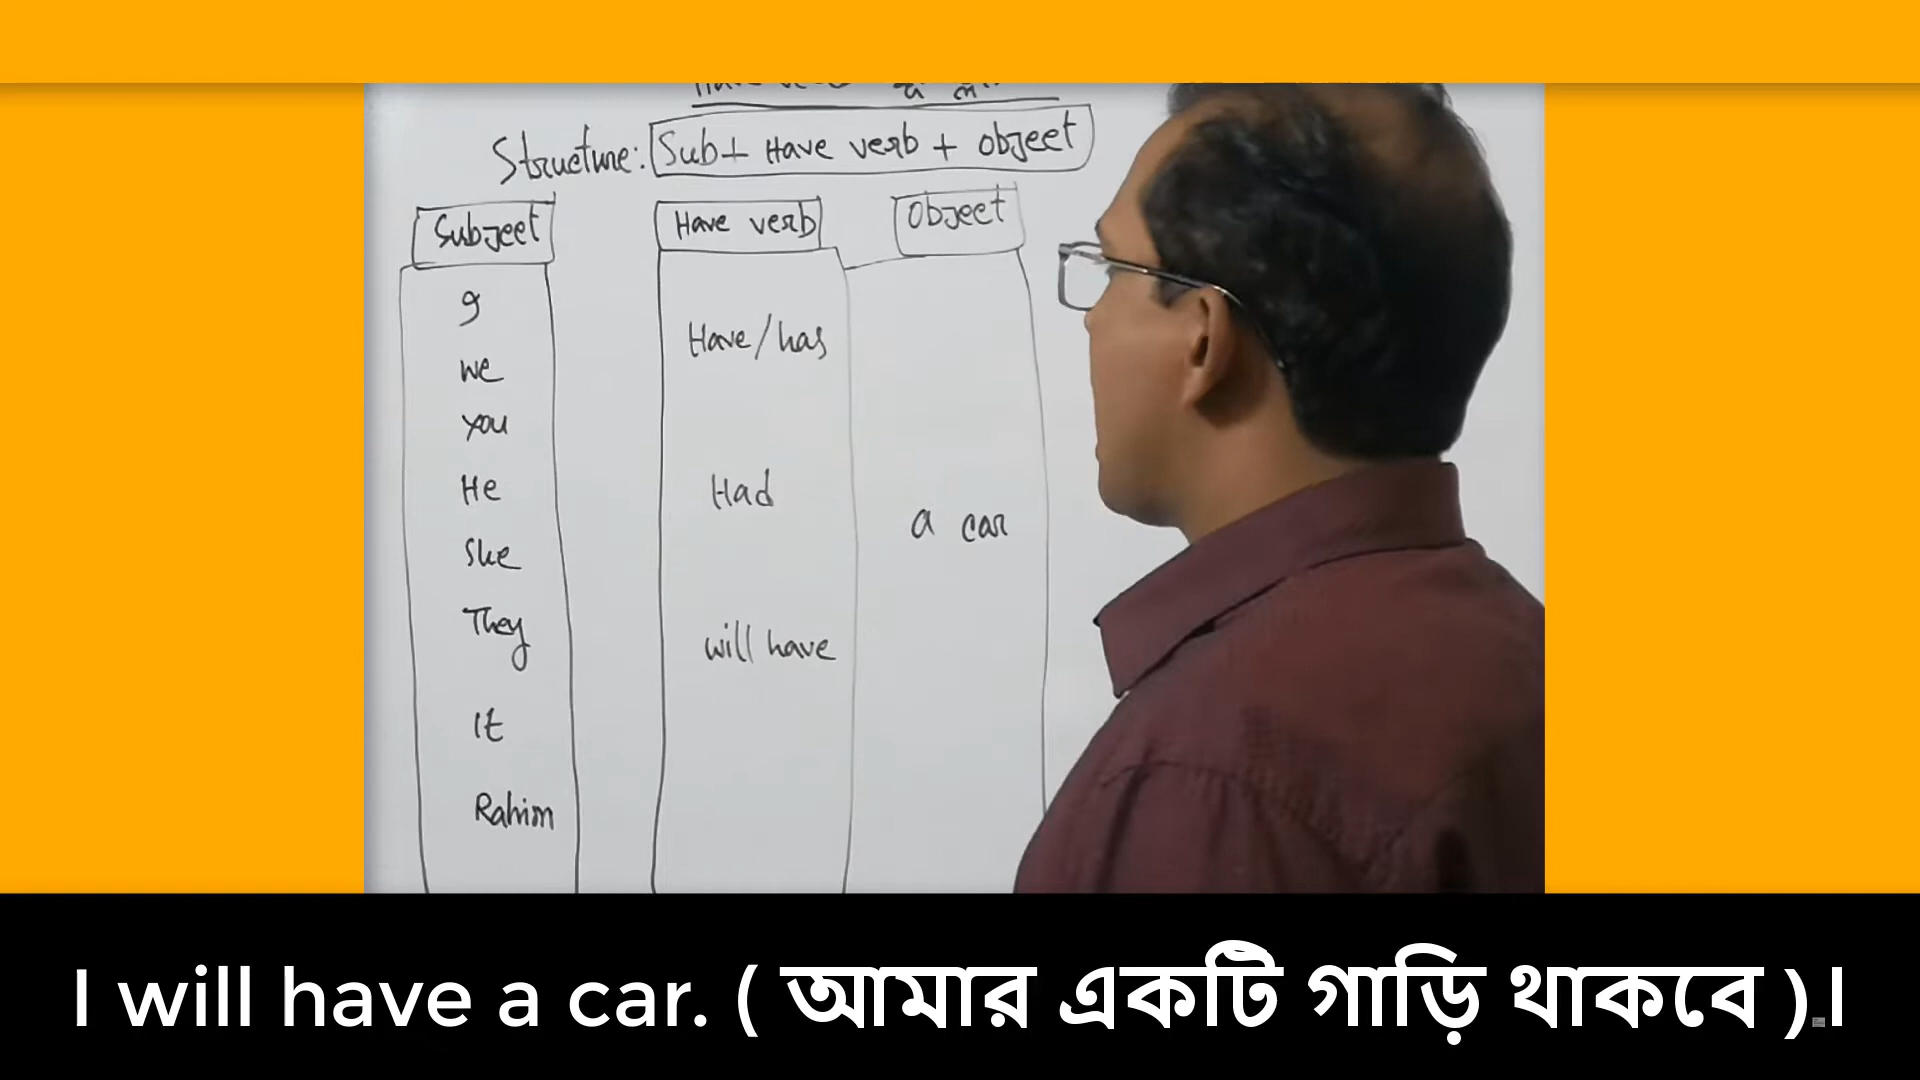 Structure: Sub + Have verb + object
Subject Have verb Object
I
Have/has
We
You
He Had
She a car
They will have
It
Rahim
I will have a car. ( আমার একটি গাড়ি থাকবে ).।